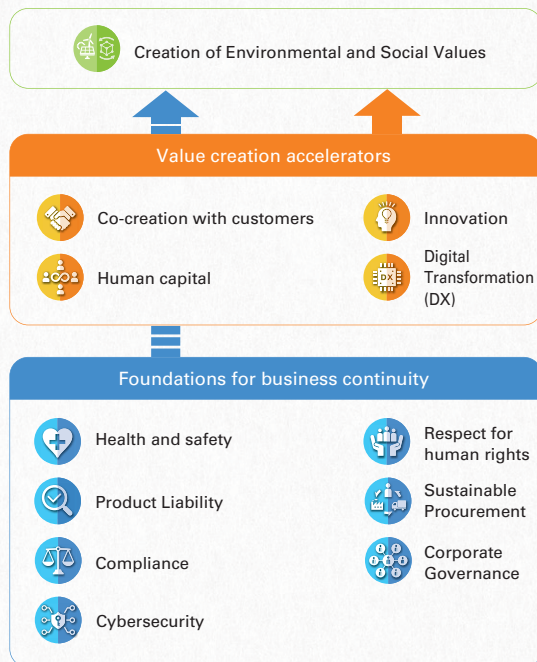 Creation of Environmental and Social Values
Value creation accelerators
Co-creation with customers
Human capital
Innovation
Digital
Transformation
(DX)
DX
Foundations for business continuity
Health and safety
Product Liability
Compliance
Cybersecurity
Respect for
human rights
Sustainable
Procurement
Corporate
Governance